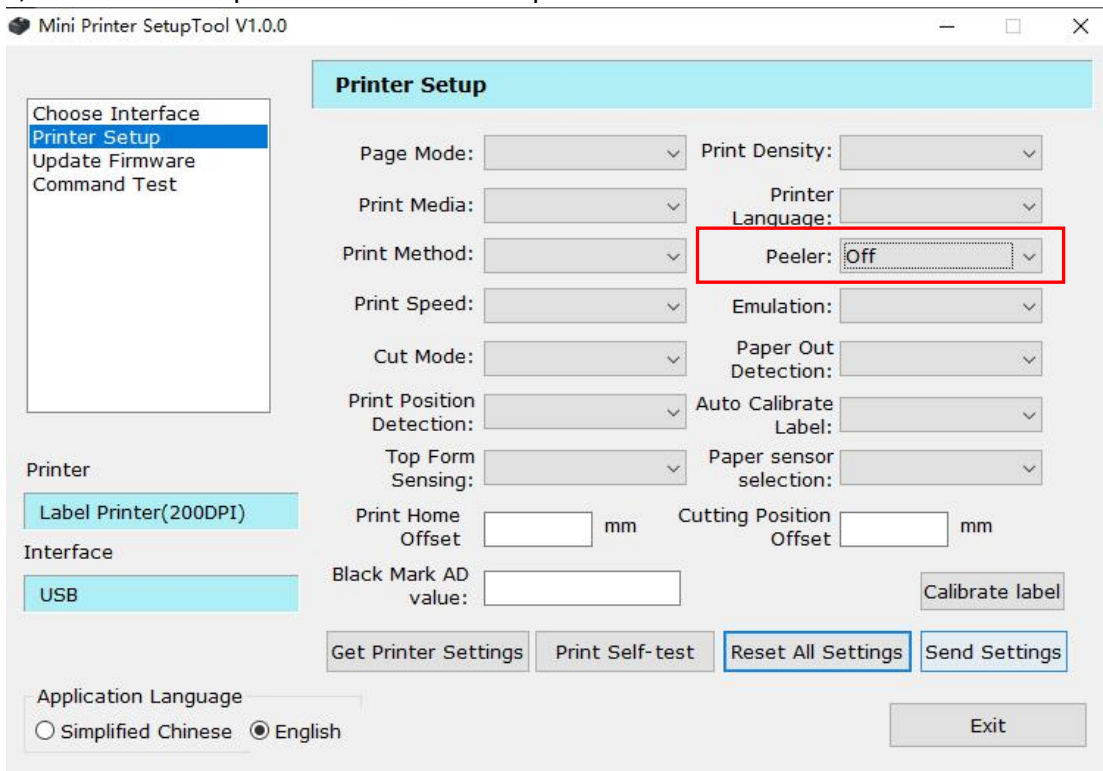 Mini Printer SetupTool V1.0.0
Printer Setup
Choose Interface
Printer Setup
Update Firmware
Command Test
Page Mode:
Print Density:
Print Media:
Printer
Language:
Print Method:
Peeler: Off
Print Speed:
Emulation:
Cut Mode:
Paper Out
Detection:
Print Position
Detection:
Auto Calibrate
Label:
Top Form
Sensing:
Paper sensor
selection:
Print Home
Offset
mm
Cutting Position
Offset
mm
Black Mark AD
value:
Calibrate label
Printer
Label Printer(200DPI)
Interface
USB
Get Printer Settings
Print Self-test
Reset All Settings
Send Settings
Application Language
Simplified Chinese
English
Exit